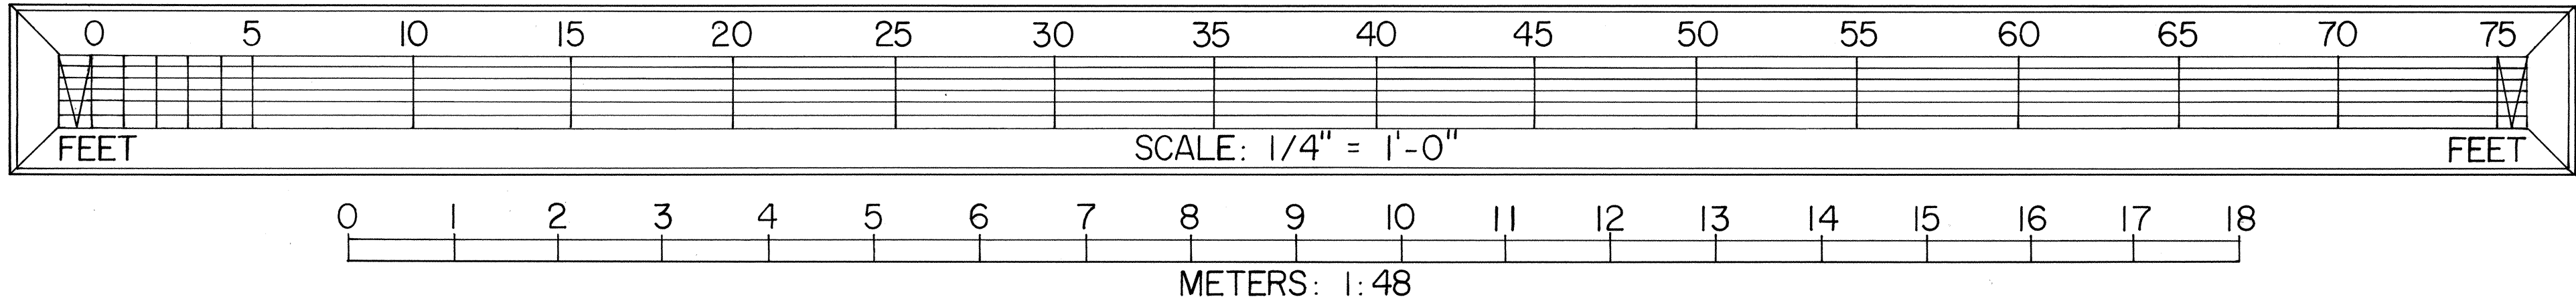 0 5 10 15 20 25 30 35 40 45 50 55 60 65 70 75
FEET SCALE: 1/4" = 1'-0" FEET
0 1 2 3 4 5 6 7 8 9 10 11 12 13 14 15 16 17 18
METERS: 1:48